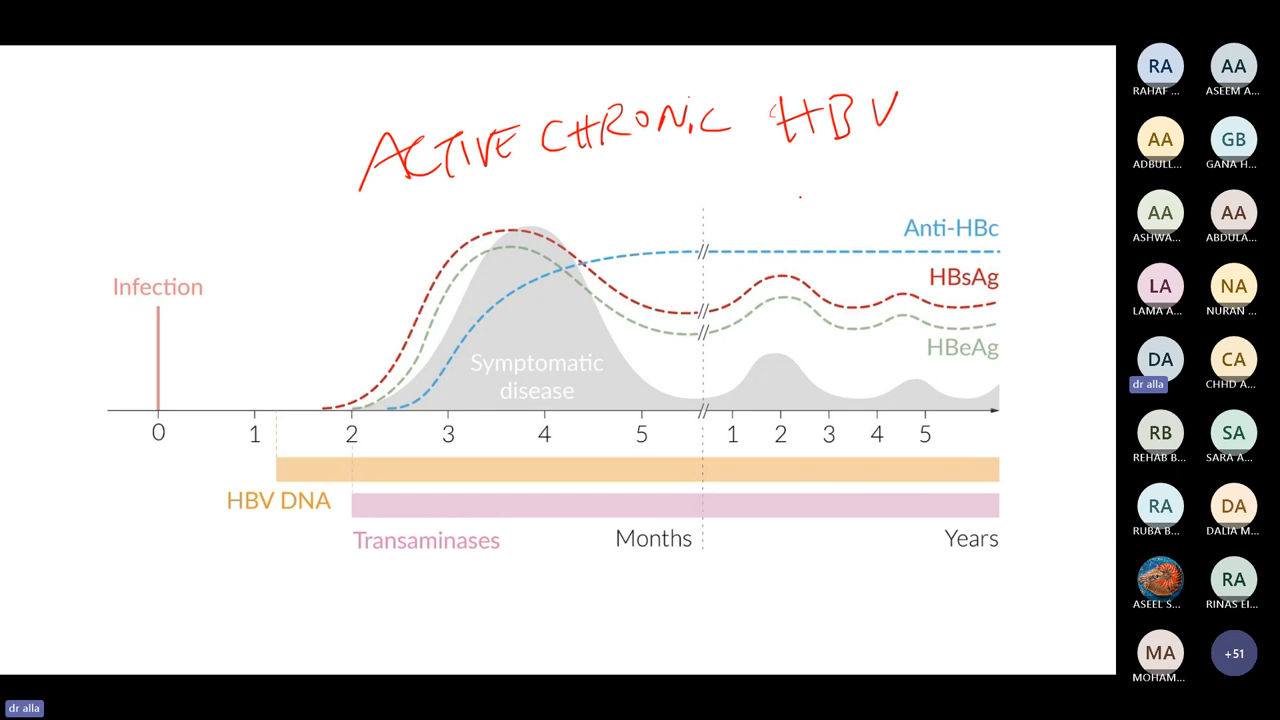 ACTIVE CHRONIC HBV
Anti-HBc
Infection
HBsAg
HBeAg
Symptomatic
disease
0 1 2 3 4 5 1 2 3 4 5
HBV DNA
Transaminases
Months
Years
RA AA
RAHAF ... ASEEM A...
AA GB
ADBULL... GANA H...
AA AA
ASHWA... ABDULA...
LA NA
LAMA A... NURAN ...
DA CA
dr alla CHHD A...
RB SA
REHAB B... SARA A...
RA DA
RUBA B... DALIA M...
RA
ASEEL S... RINAS EI...
MA +51
MOHAM...
dr alla